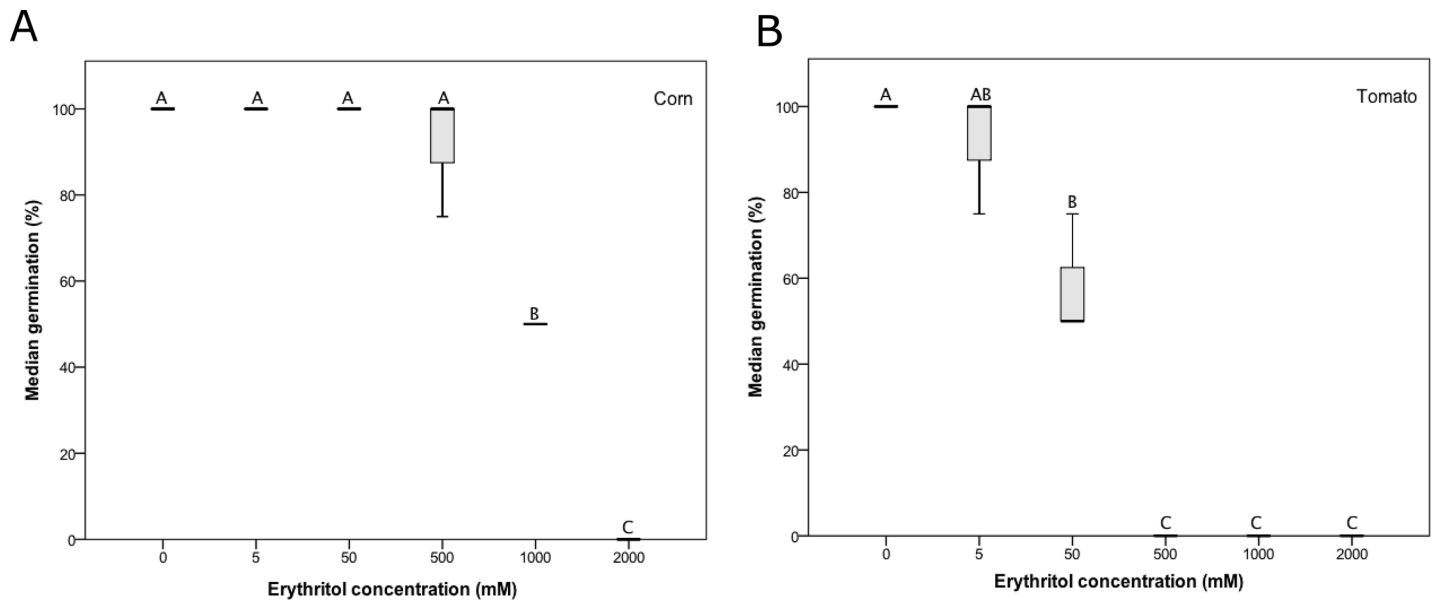 A
A A A A
Corn
100
80
60
40
20
0
B
C
Median germination (%)
0 5 50 500 1000 2000
Erythritol concentration (mM)
B
A AB
Tomato
100
80
60
40
20
0
B
C C C
Median germination (%)
0 5 50 500 1000 2000
Erythritol concentration (mM)